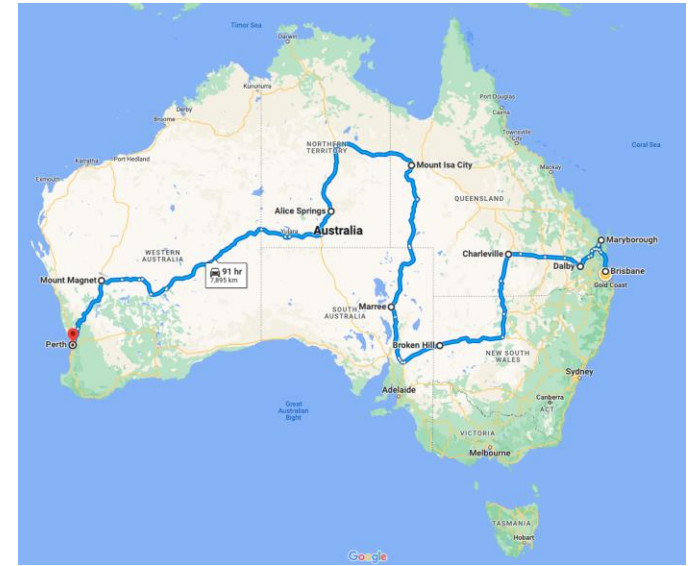 Timor Sea
Darwin
Kununurra
Derby
Broome
Port Douglas
Cairns
Townsville
City
Coral Sea
NORTHERN
TERRITORY
Karratha
Port Hedland
Mount Isa City
Mackay
Exmouth
QUEENSLAND
Alice Springs
Yulara
Australia
Maryborough
WESTERN
AUSTRALIA
Charleville
Dalby
Brisbane
91 hr
7,895 km
Gold Coast
Mount Magnet
Marree
SOUTH
AUSTRALIA
Perth
Broken Hill
NEW SOUTH
WALES
Sydney
Adelaide
Canberra
ACT
Great
Australian
Bight
VICTORIA
Melbourne
TASMANIA
Hobart
Google